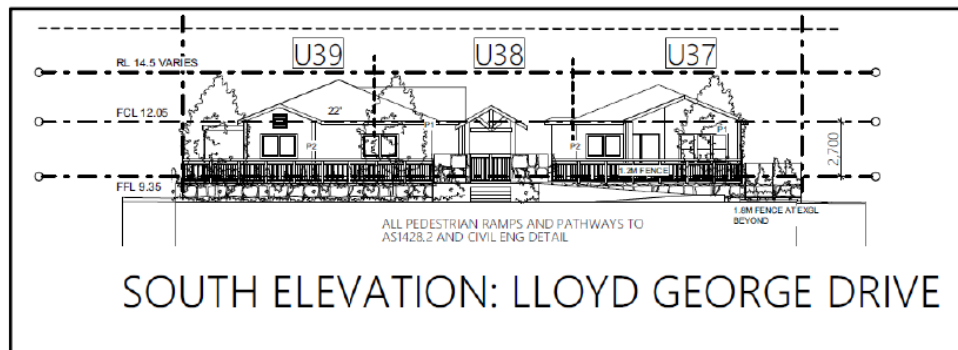 U39 U38 U37
RL 14.5 VARIES
FCL 12.05
22°
P1
P1
P2
P2
2,700
1.2M FENCE
FFL 9.35
1.8M FENCE AT EXGL
BEYOND
ALL PEDESTRIAN RAMPS AND PATHWAYS TO
AS1428.2 AND CIVIL ENG DETAIL
SOUTH ELEVATION: LLOYD GEORGE DRIVE